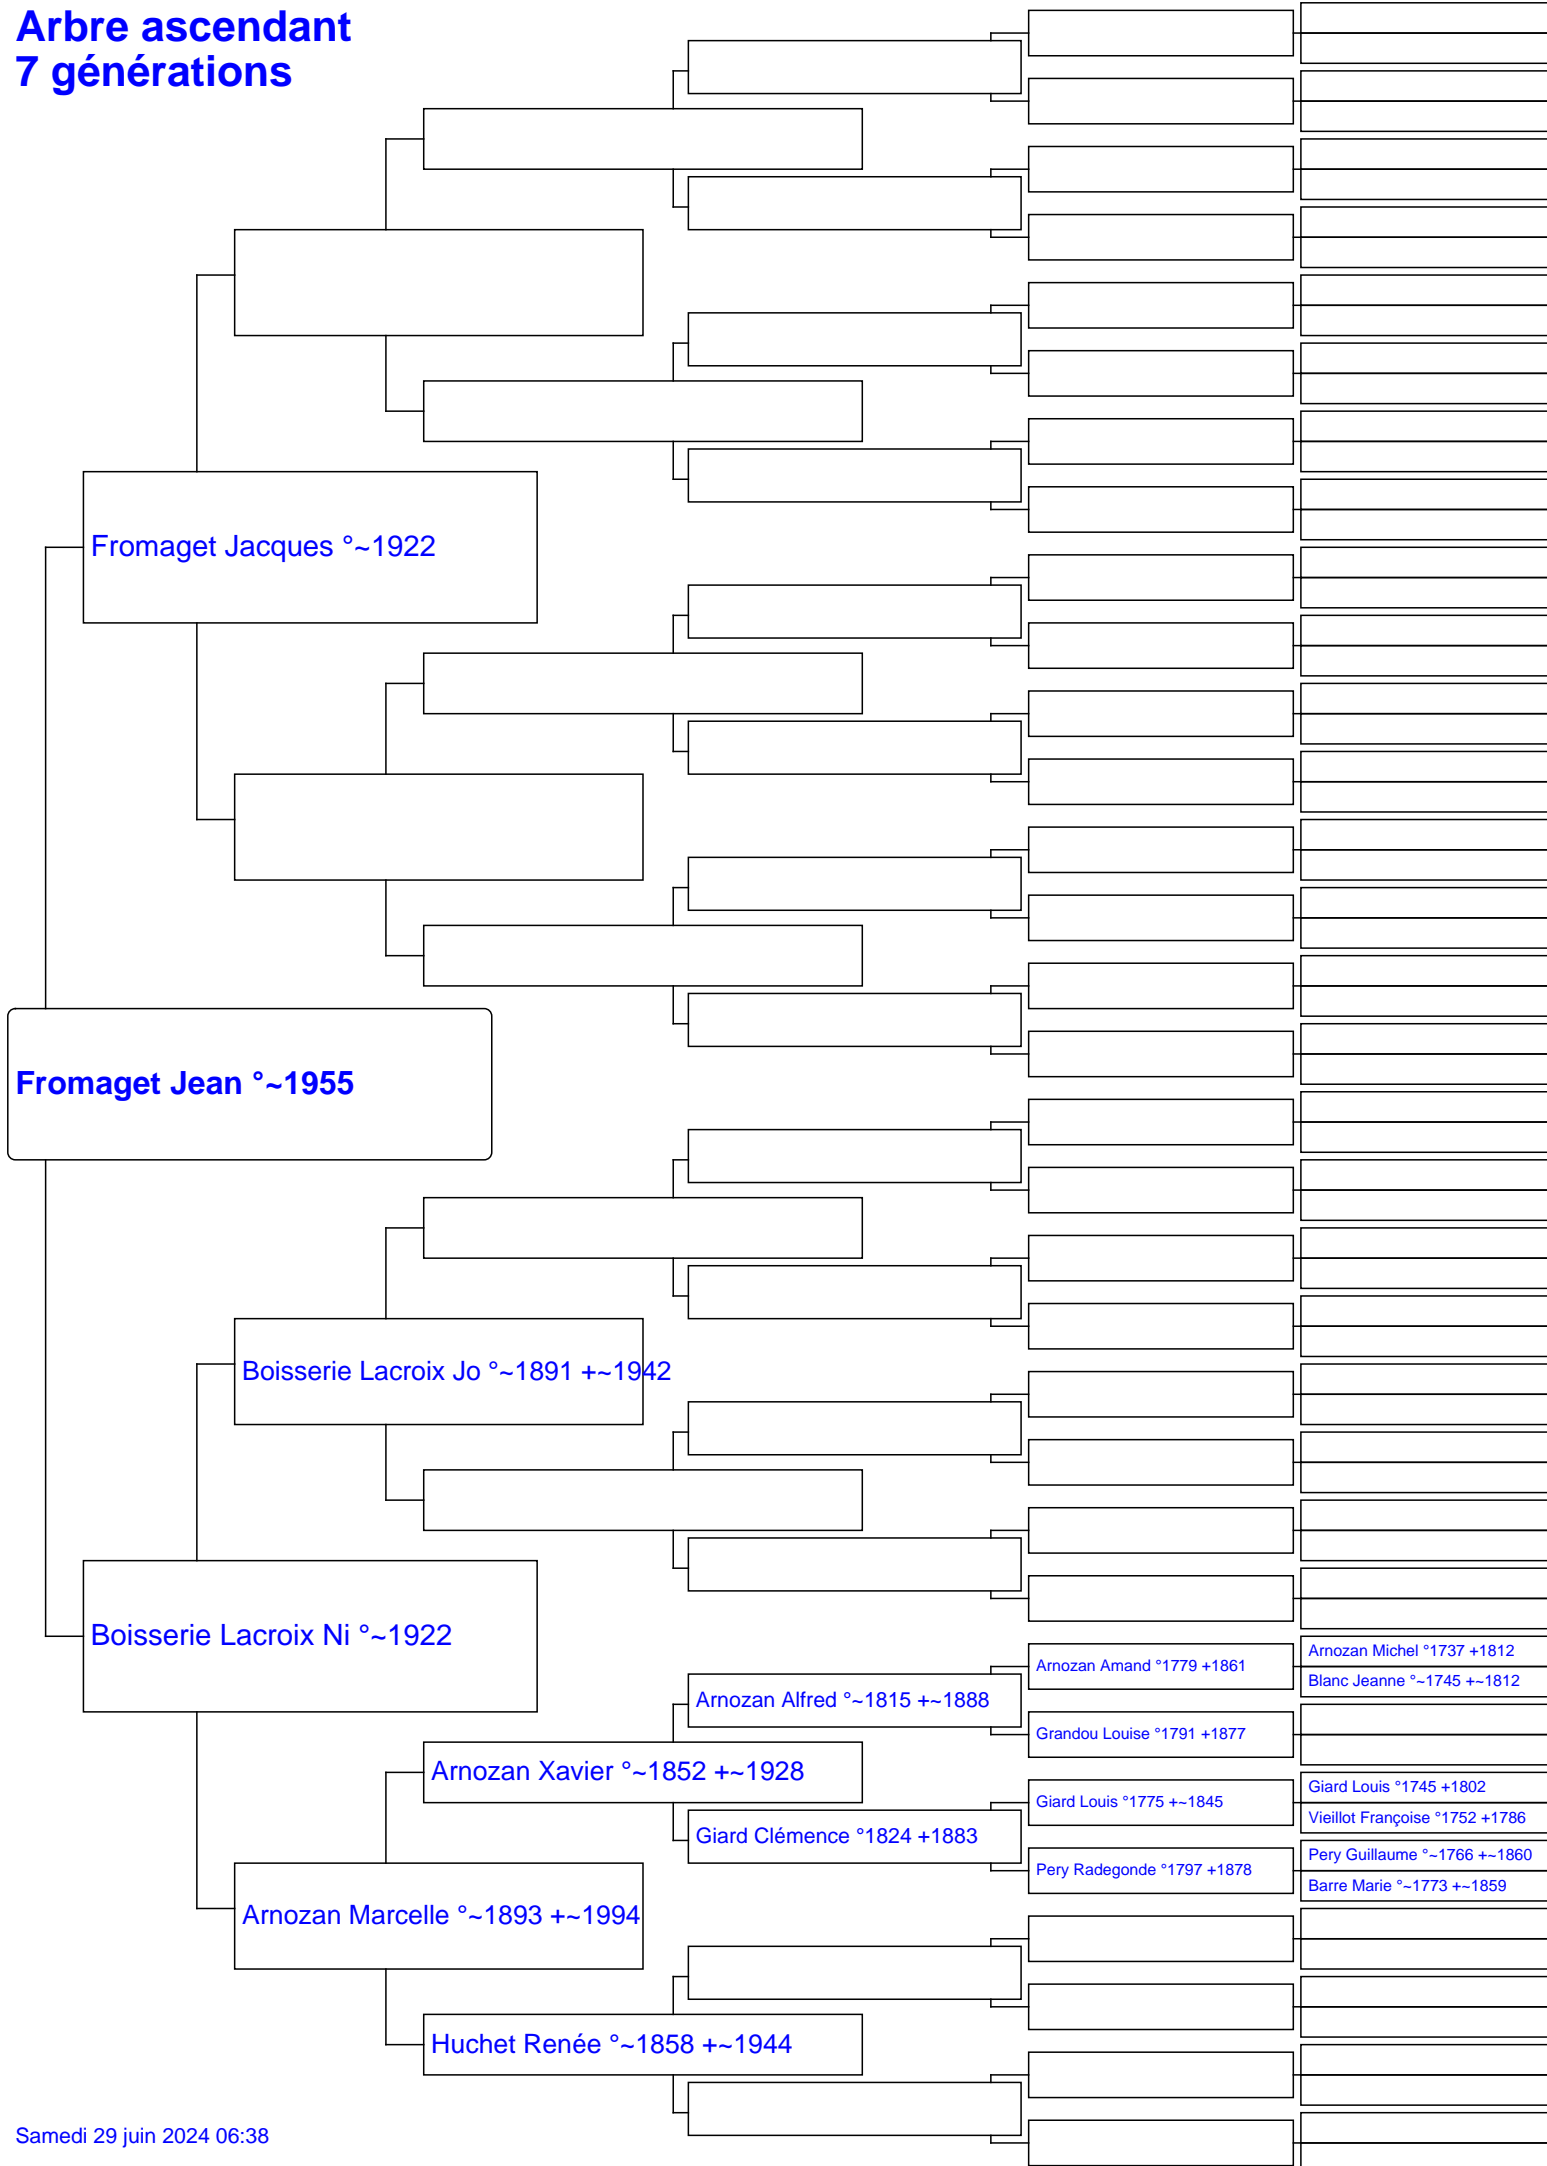 Arbre ascendant
7 générations
Fromaget Jacques °~1922
Fromaget Jean °~1955
Boisserie Lacroix Jo °~1891 +~1942
Boisserie Lacroix Ni °~1922
Arnozan Michel °1737 +1812
Arnozan Amand °1779 +1861
Blanc Jeanne °~1745 +~1812
Arnozan Alfred °~1815 +~1888
Grandou Louise °1791 +1877
Arnozan Xavier °~1852 +~1928
Giard Louis °1745 +1802
Giard Louis °1775 +~1845
Vieillot Françoise °1752 +1786
Giard Clémence °1824 +1883
Pery Guillaume °~1766 +~1860
Pery Radegonde °1797 +1878
Barre Marie °~1773 +~1859
Arnozan Marcelle °~1893 +~1994
Huchet Renée °~1858 +~1944
Samedi 29 juin 2024 06:38